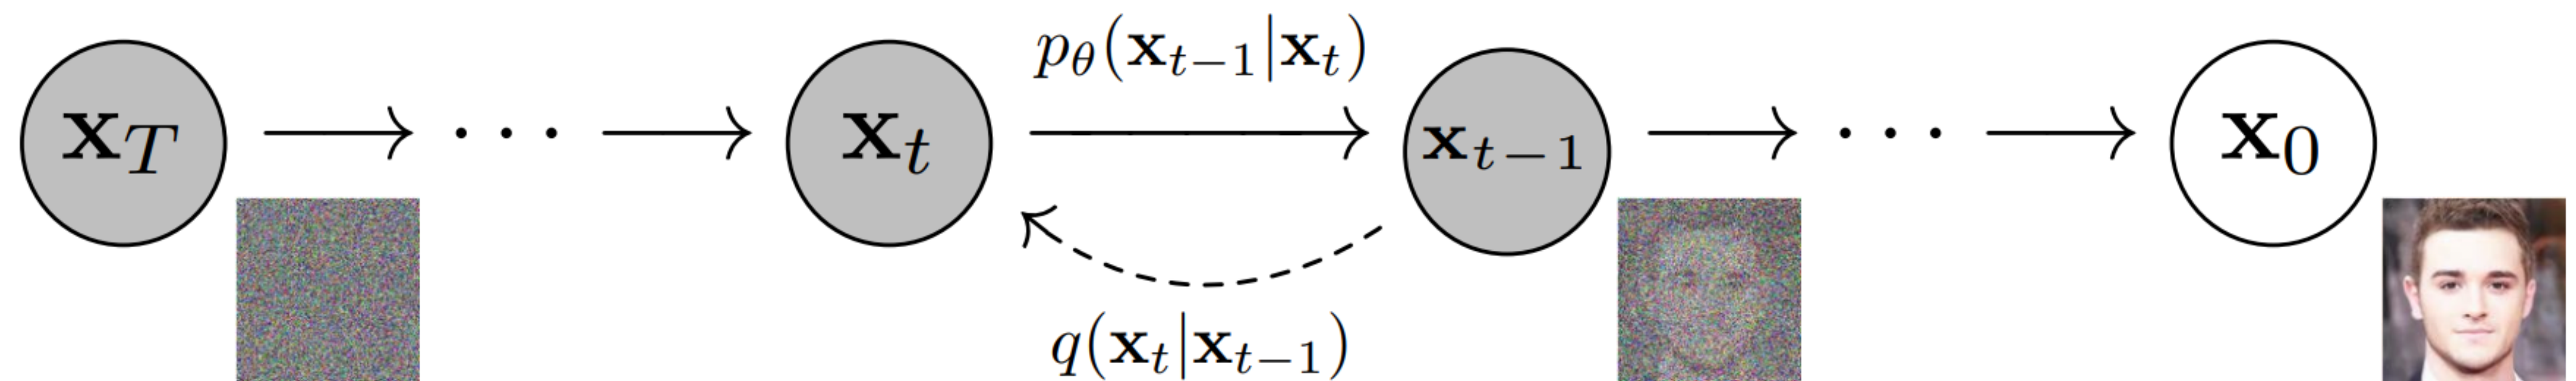 p_θ(x_{t−1}|x_t)
x_T → ··· → x_t → x_{t−1} → ··· → x_0
q(x_t|x_{t−1})